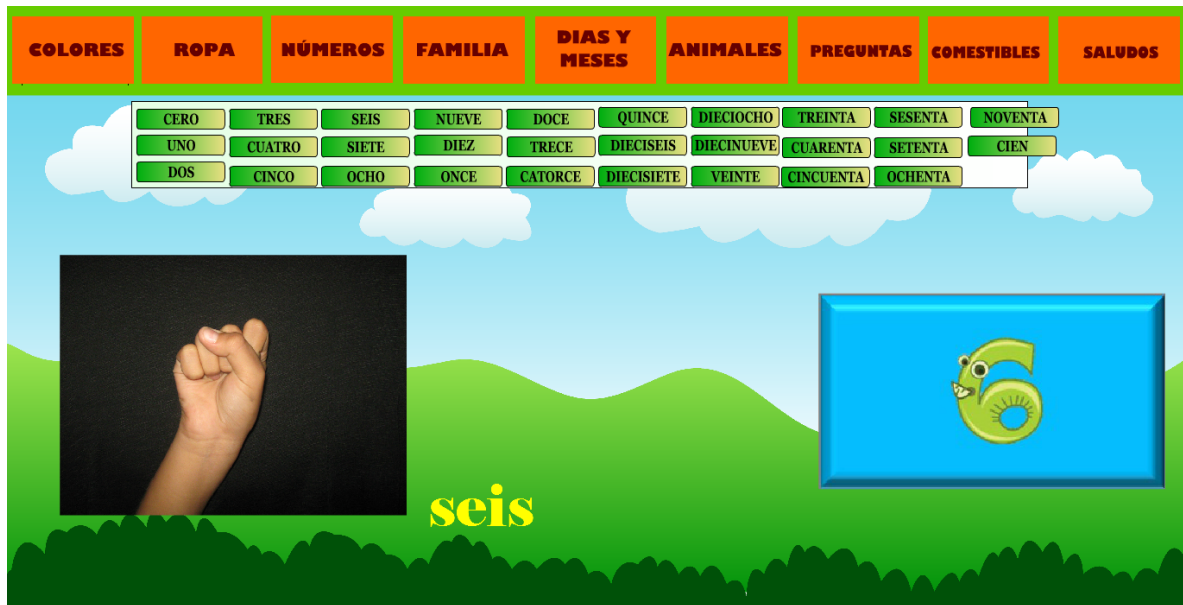 COLORES
ROPA
NÚMEROS
FAMILIA
DIAS Y
MESES
ANIMALES
PREGUNTAS
COMESTIBLES
SALUDOS
CERO TRES SEIS NUEVE DOCE QUINCE DIECIOCHO TREINTA SESENTA NOVENTA
UNO CUATRO SIETE DIEZ TRECE DIECISEIS DIECINUEVE CUARENTA SETENTA CIEN
DOS CINCO OCHO ONCE CATORCE DIECISIETE VEINTE CINCUENTA OCHENTA
6
seis